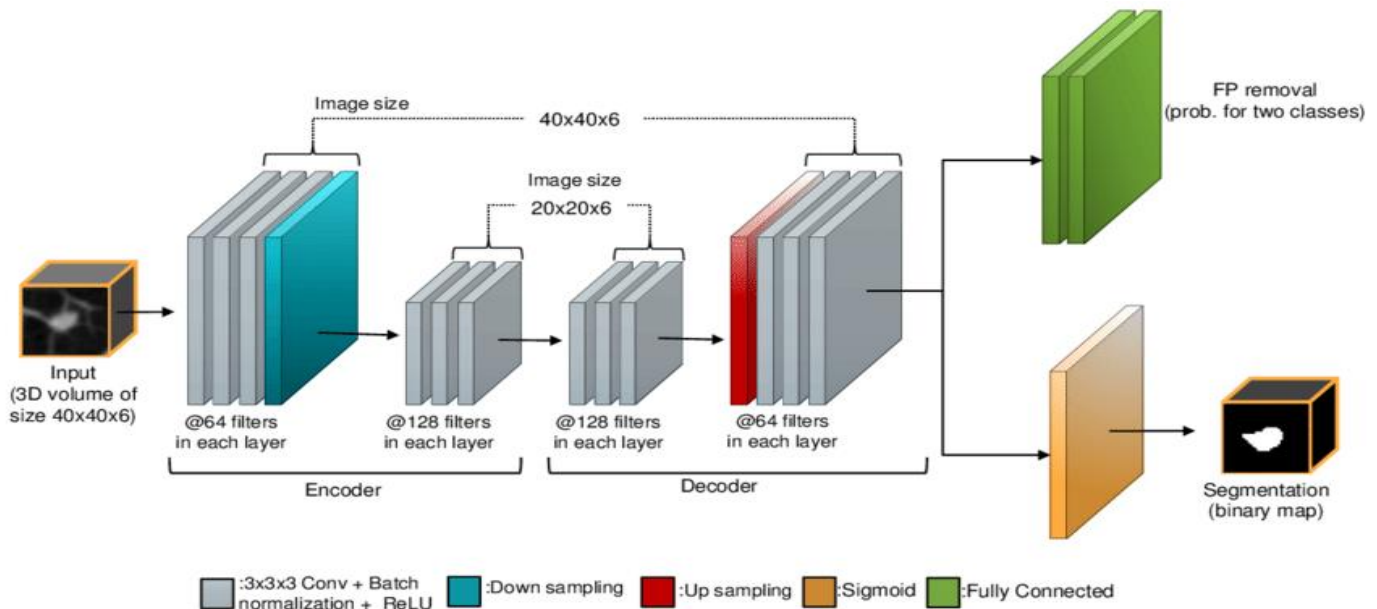 Image size
40x40x6
Image size
20x20x6
FP removal
(prob. for two classes)
Input
(3D volume of
size 40x40x6)
@64 filters
in each layer
@128 filters
in each layer
@128 filters
in each layer
@64 filters
in each layer
Encoder
Decoder
Segmentation
(binary map)
:3x3x3 Conv + Batch
normalization + ReLU
:Down sampling
:Up sampling
:Sigmoid
:Fully Connected